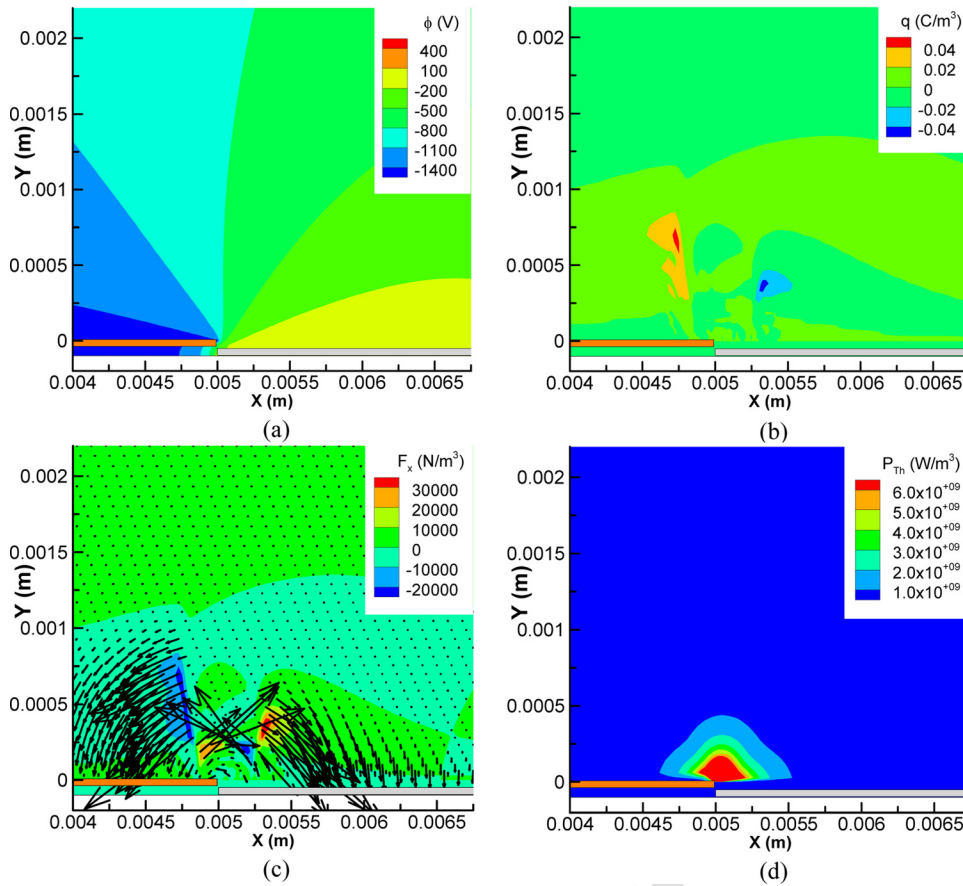 ϕ (V)
400
100
-200
-500
-800
-1100
-1400
0.002
0.0015
0.001
0.0005
0
Y (m)
0.004 0.0045 0.005 0.0055 0.006 0.0065
X (m)
(a)
q (C/m³)
0.04
0.02
0
-0.02
-0.04
0.002
0.0015
0.001
0.0005
0
Y (m)
0.004 0.0045 0.005 0.0055 0.006 0.0065
X (m)
(b)
Fₓ (N/m³)
30000
20000
10000
0
-10000
-20000
0.002
0.0015
0.001
0.0005
0
Y (m)
0.004 0.0045 0.005 0.0055 0.006 0.0065
X (m)
(c)
P_Th (W/m³)
6.0x10⁺⁰⁹
5.0x10⁺⁰⁹
4.0x10⁺⁰⁹
3.0x10⁺⁰⁹
2.0x10⁺⁰⁹
1.0x10⁺⁰⁹
0.002
0.0015
0.001
0.0005
0
Y (m)
0.004 0.0045 0.005 0.0055 0.006 0.0065
X (m)
(d)